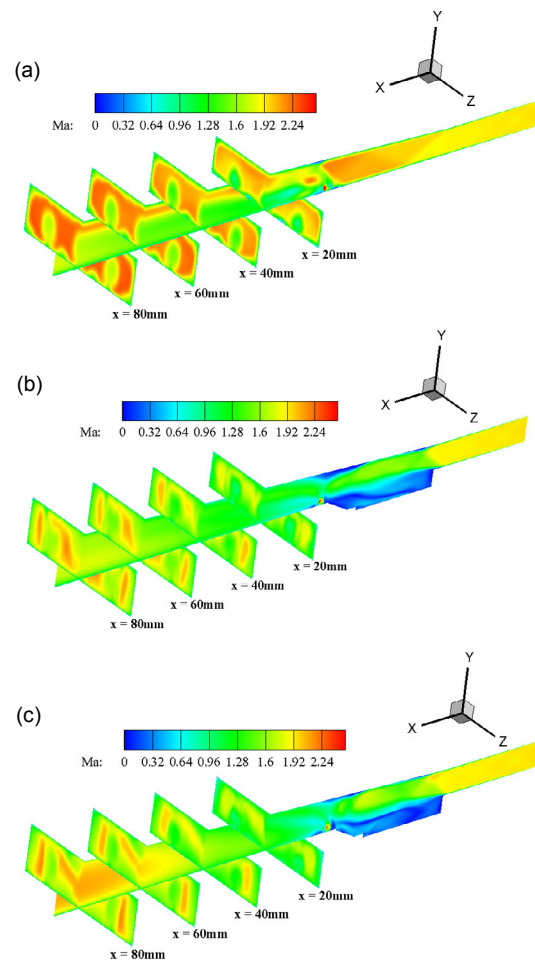 Y
(a)
X
Z
Ma: 0 0.32 0.64 0.96 1.28 1.6 1.92 2.24
x = 20mm
x = 40mm
x = 60mm
x = 80mm
Y
(b)
X
Z
Ma: 0 0.32 0.64 0.96 1.28 1.6 1.92 2.24
x = 20mm
x = 40mm
x = 60mm
x = 80mm
Y
(c)
X
Z
Ma: 0 0.32 0.64 0.96 1.28 1.6 1.92 2.24
x = 20mm
x = 40mm
x = 60mm
x = 80mm